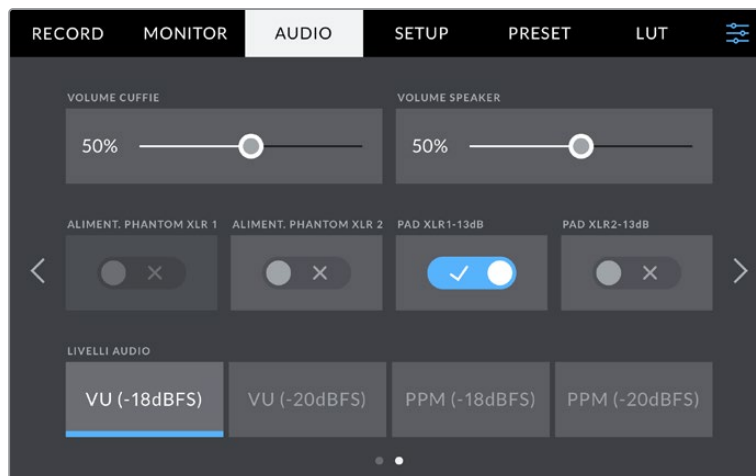 RECORD MONITOR AUDIO SETUP PRESET LUT
VOLUME CUFFIE VOLUME SPEAKER
50% 50%
ALIMENT. PHANTOM XLR 1 ALIMENT. PHANTOM XLR 2 PAD XLR1-13dB PAD XLR2-13dB
LIVELLI AUDIO
VU (-18dBFS) VU (-20dBFS) PPM (-18dBFS) PPM (-20dBFS)